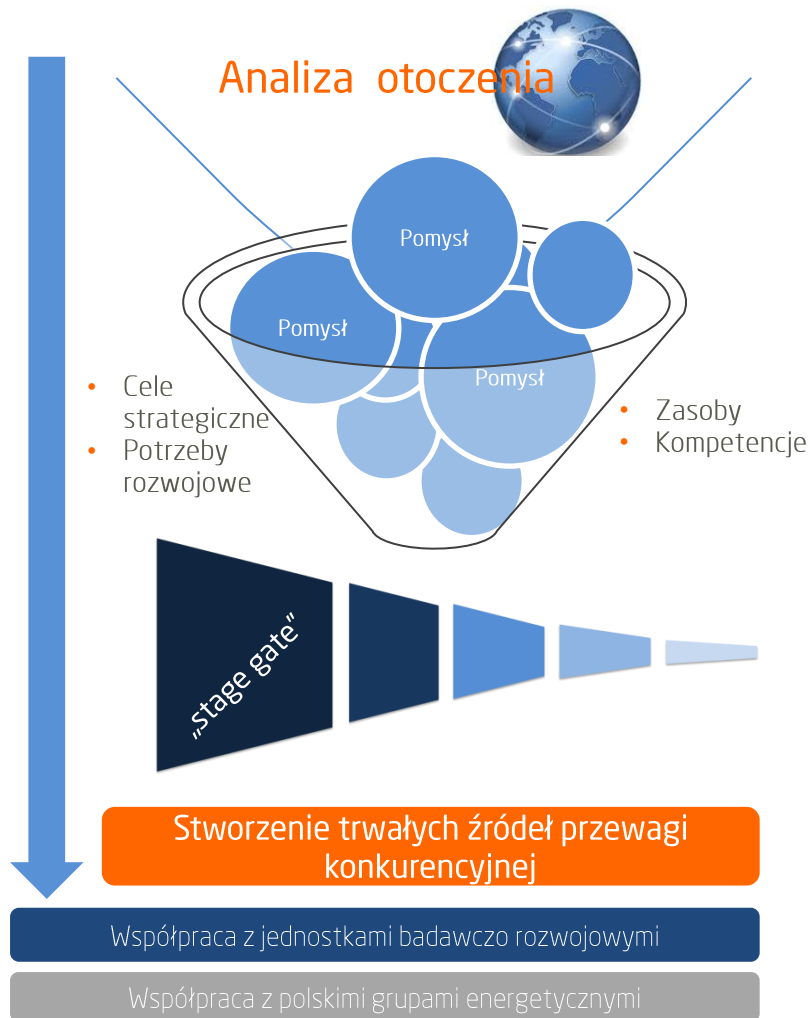 Analiza otoczenia
Pomysł
Pomysł
Pomysł
• Cele
strategiczne
• Potrzeby
rozwojowe
• Zasoby
• Kompetencje
„stage gate”
Stworzenie trwałych źródeł przewagi
konkurencyjnej
Współpraca z jednostkami badawczo rozwojowymi
Współpraca z polskimi grupami energetycznymi